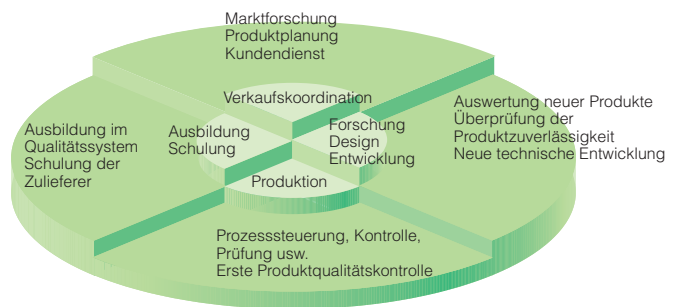 Marktforschung
Produktplanung
Kundendienst
Verkaufskoordination
Ausbildung im
Qualitätssystem
Schulung der
Zulieferer
Ausbildung
Schulung
Forschung
Design
Entwicklung
Auswertung neuer Produkte
Überprüfung der
Produktzuverlässigkeit
Neue technische Entwicklung
Produktion
Prozesssteuerung, Kontrolle,
Prüfung usw.
Erste Produktqualitätskontrolle